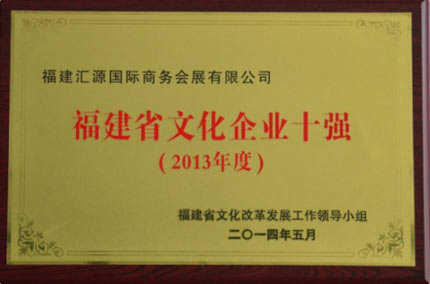 福建汇源国际商务会展有限公司
福建省文化企业十强
（2013年度）
福建省文化改革发展工作领导小组
二〇一四年五月